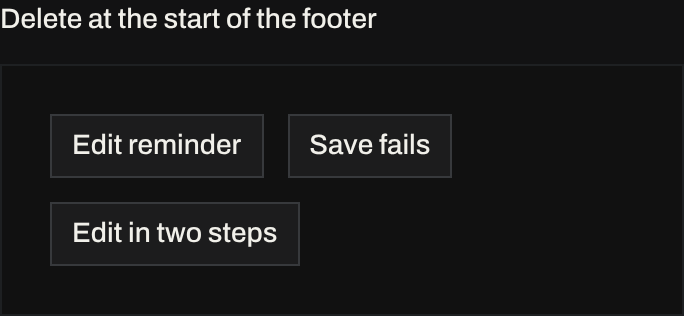 Delete at the start of the footer
Edit reminder
Save fails
Edit in two steps